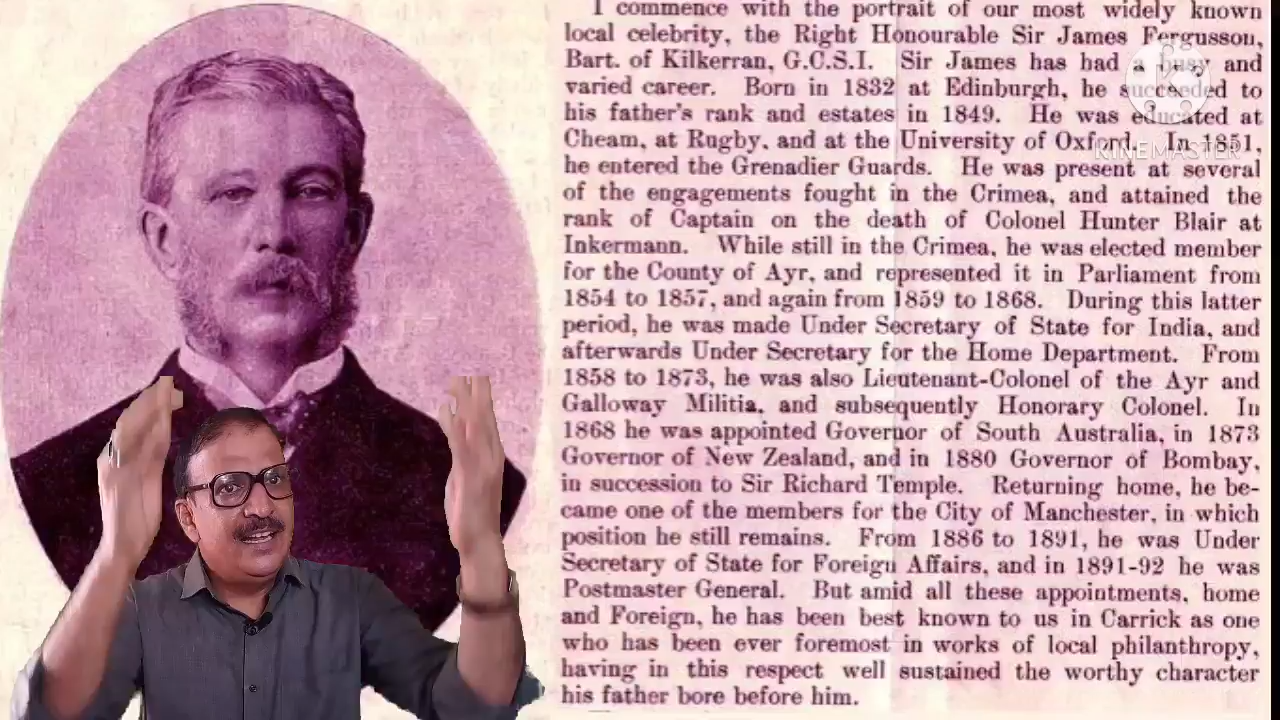 I commence with the portrait of our most widely known
local celebrity, the Right Honourable Sir James Fergusson,
Bart. of Kilkerran, G.C.S.I. Sir James has had a busy and
varied career. Born in 1832 at Edinburgh, he succeeded to
his father's rank and estates in 1849. He was educated at
Cheam, at Rugby, and at the University of Oxford. In 1851,
he entered the Grenadier Guards. He was present at several
of the engagements fought in the Crimea, and attained the
rank of Captain on the death of Colonel Hunter Blair at
Inkermann. While still in the Crimea, he was elected member
for the County of Ayr, and represented it in Parliament from
1854 to 1857, and again from 1859 to 1868. During this latter
period, he was made Under Secretary of State for India, and
afterwards Under Secretary for the Home Department. From
1858 to 1873, he was also Lieutenant-Colonel of the Ayr and
Galloway Militia, and subsequently Honorary Colonel. In
1868 he was appointed Governor of South Australia, in 1873
Governor of New Zealand, and in 1880 Governor of Bombay,
in succession to Sir Richard Temple. Returning home, he be-
came one of the members for the City of Manchester, in which
position he still remains. From 1886 to 1891, he was Under
Secretary of State for Foreign Affairs, and in 1891-92 he was
Postmaster General. But amid all these appointments, home
and Foreign, he has been best known to us in Carrick as one
who has been ever foremost in works of local philanthropy,
having in this respect well sustained the worthy character
his father bore before him.
KINEMASTER